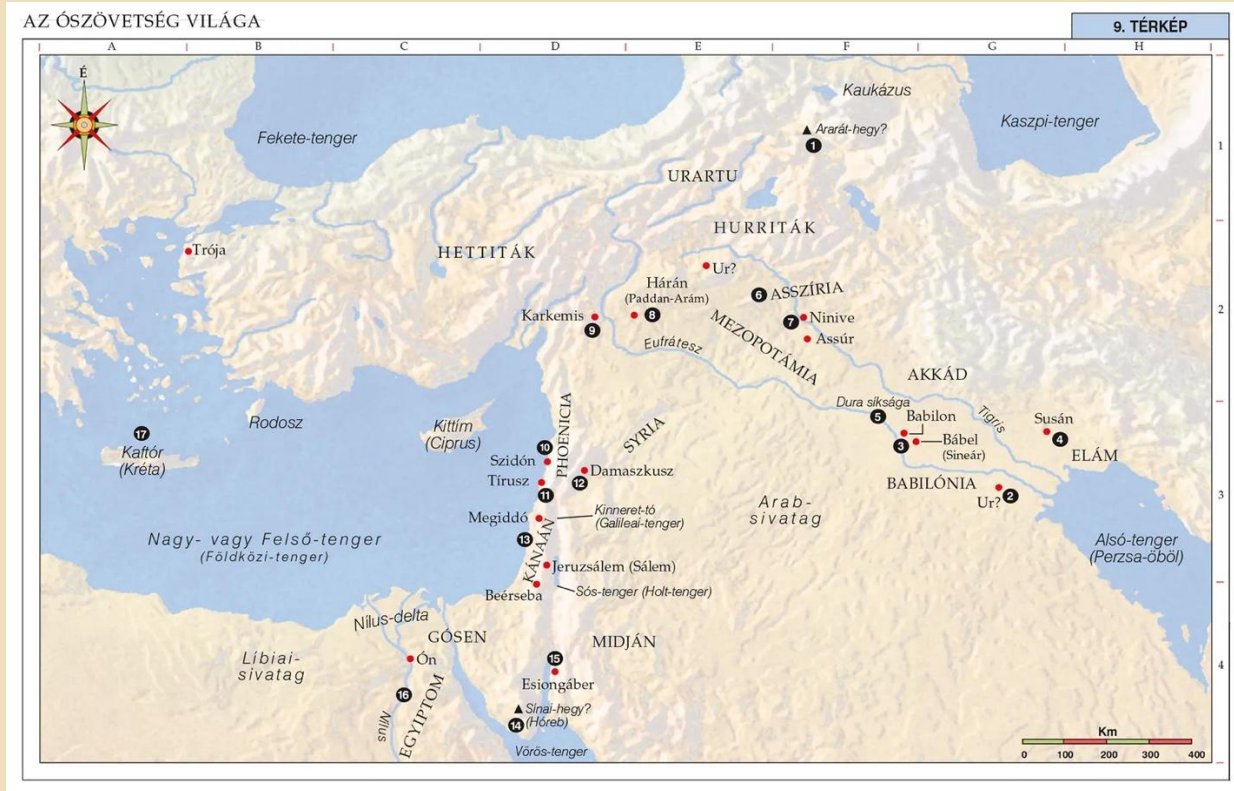 AZ ÓSZÖVETSÉG VILÁGA
9. TÉRKÉP
A B C D E F G H
É
Kaukázus
Fekete-tenger
Kaszpi-tenger
Ararát-hegy?
1
1
URARTU
HURRITÁK
HETTITÁK
Trója
Ur?
Hárán
(Paddan-Arám)
8
6
ASSZÍRIA
Karkemis
9
7
Ninive
2
MEZOPOTÁMIA
Eufrátesz
Assúr
AKKÁD
Dura siksága
5
Tigris
Rodosz
Kittím
(Ciprus)
17
Kaftór
(Kréta)
PHOENICIA
SYRIA
Babilon
3
Bábel
(Sineár)
Susán
4
ELÁM
10
Szidón
Damaszkusz
12
Tírusz
11
BABILÓNIA
Ur?
2
3
Megiddó
Kinneret-tó
(Galileai-tenger)
Arab-
sivatag
13
KÁNAÁN
Nagy- vagy Felső-tenger
(Földközi-tenger)
Alsó-tenger
(Perzsa-öböl)
Jeruzsálem (Sálem)
Beérseba
Sós-tenger (Holt-tenger)
Nílus-delta
GÓSEN
MIDJÁN
Líbiai-
sivatag
Ón
15
Esiongáber
4
16
EGYIPTOM
Nílus
Sínai-hegy?
(Hóreb)
14
Vörös-tenger
Km
0 100 200 300 400